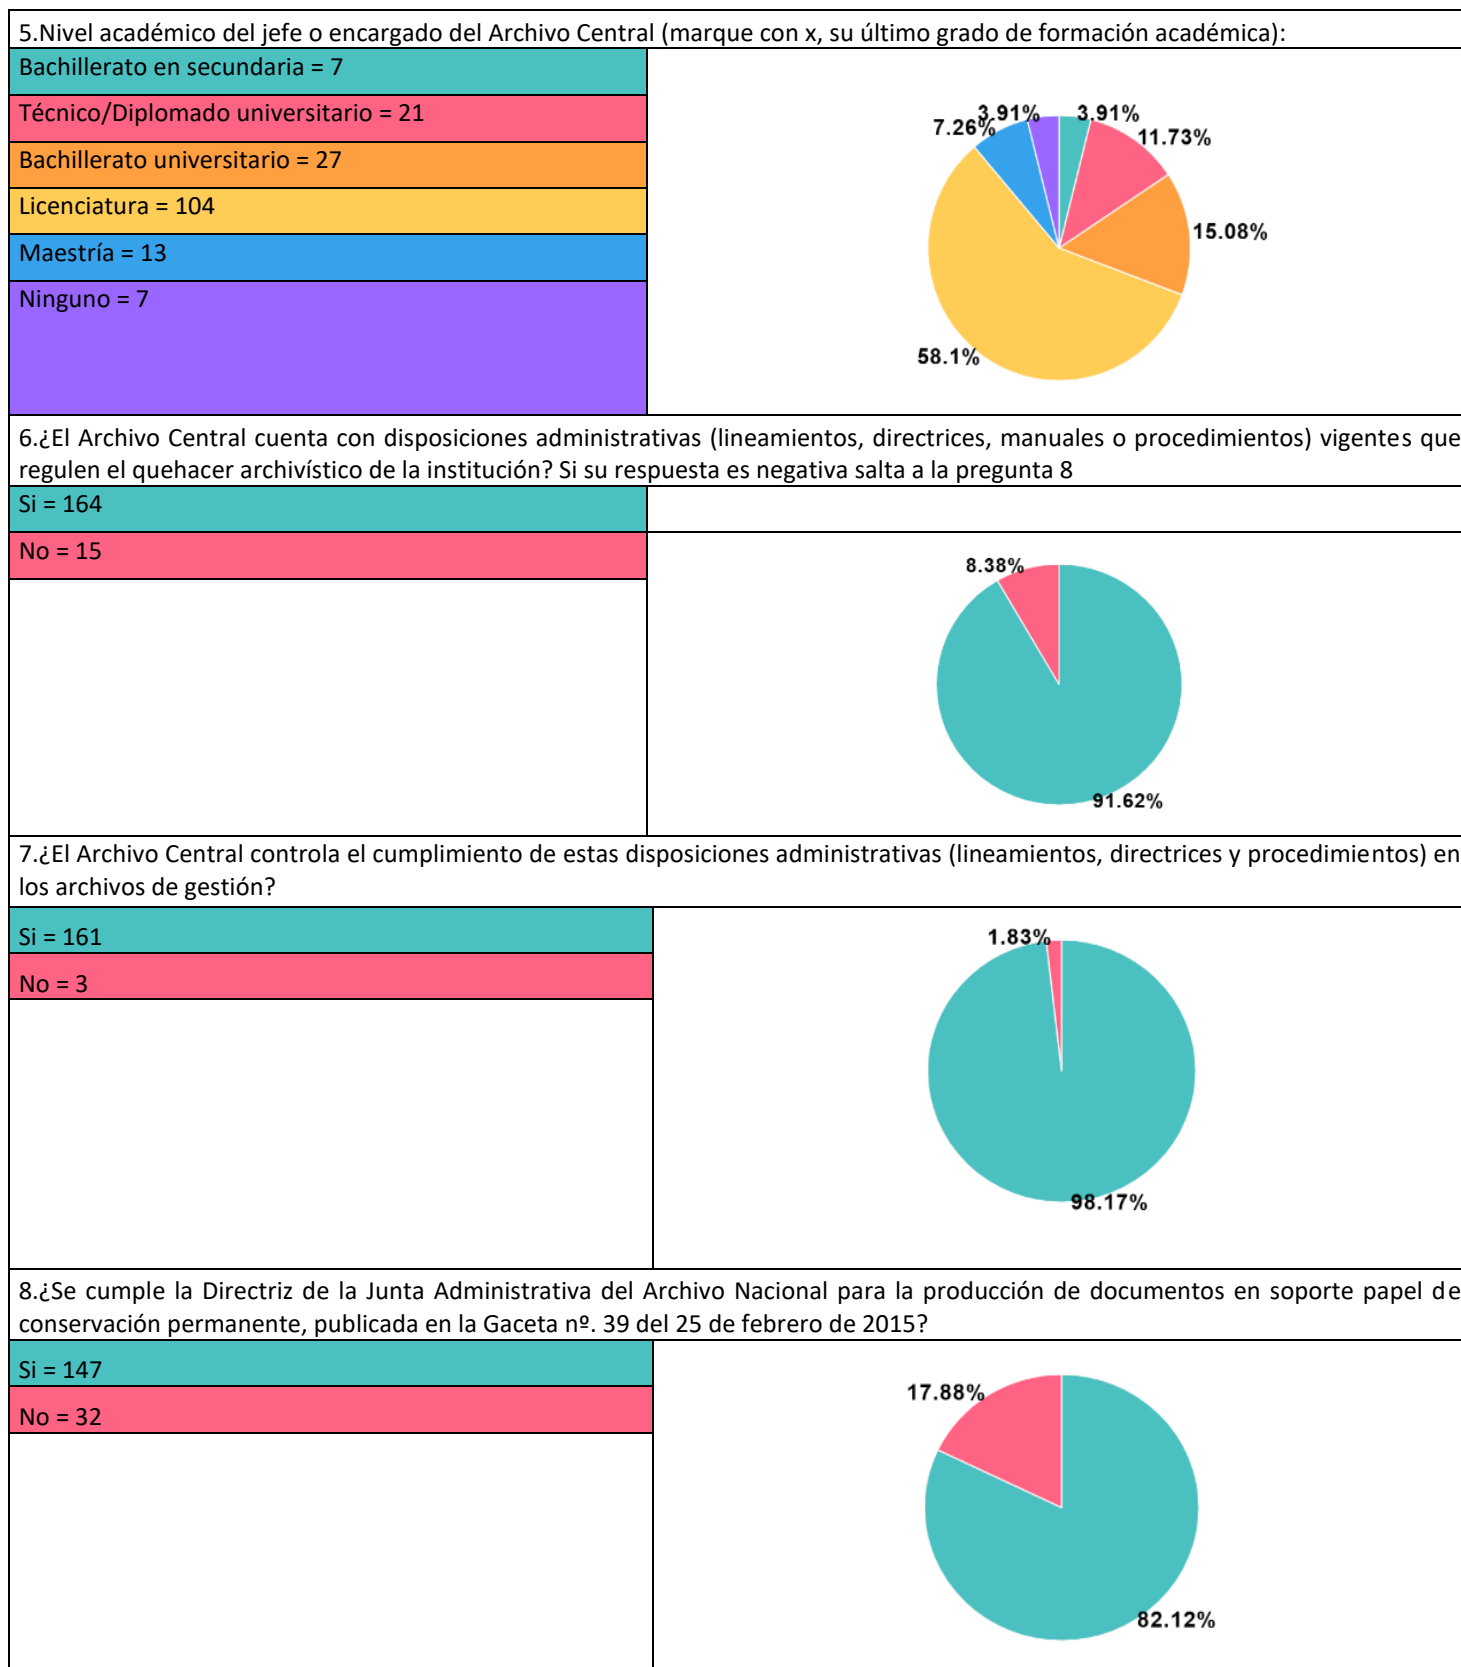 5.Nivel académico del jefe o encargado del Archivo Central (marque con x, su último grado de formación académica):
Bachillerato en secundaria = 7
Técnico/Diplomado universitario = 21
Bachillerato universitario = 27
Licenciatura = 104
Maestría = 13
Ninguno = 7
3.91%
3.91%
7.26%
11.73%
15.08%
58.1%
6.¿El Archivo Central cuenta con disposiciones administrativas (lineamientos, directrices, manuales o procedimientos) vigentes que
regulen el quehacer archivístico de la institución? Si su respuesta es negativa salta a la pregunta 8
Si = 164
No = 15
8.38%
91.62%
7.¿El Archivo Central controla el cumplimiento de estas disposiciones administrativas (lineamientos, directrices y procedimientos) en
los archivos de gestión?
Si = 161
No = 3
1.83%
98.17%
8.¿Se cumple la Directriz de la Junta Administrativa del Archivo Nacional para la producción de documentos en soporte papel de
conservación permanente, publicada en la Gaceta nº. 39 del 25 de febrero de 2015?
Si = 147
No = 32
17.88%
82.12%